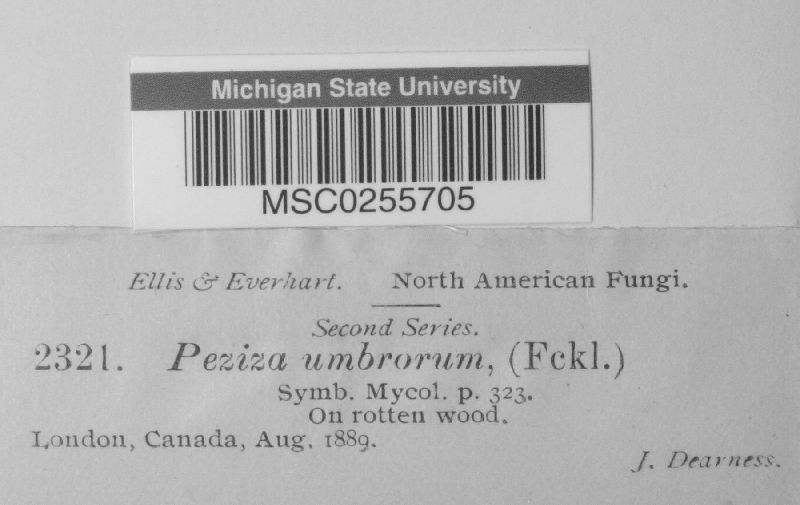 Michigan State University
MSC0255705
Ellis & Everhart. North American Fungi.
Second Series.
2321. Peziza umbrorum, (Fckl.)
Symb. Mycol. p. 323.
On rotten wood.
London, Canada, Aug. 1889.
J. Dearness.